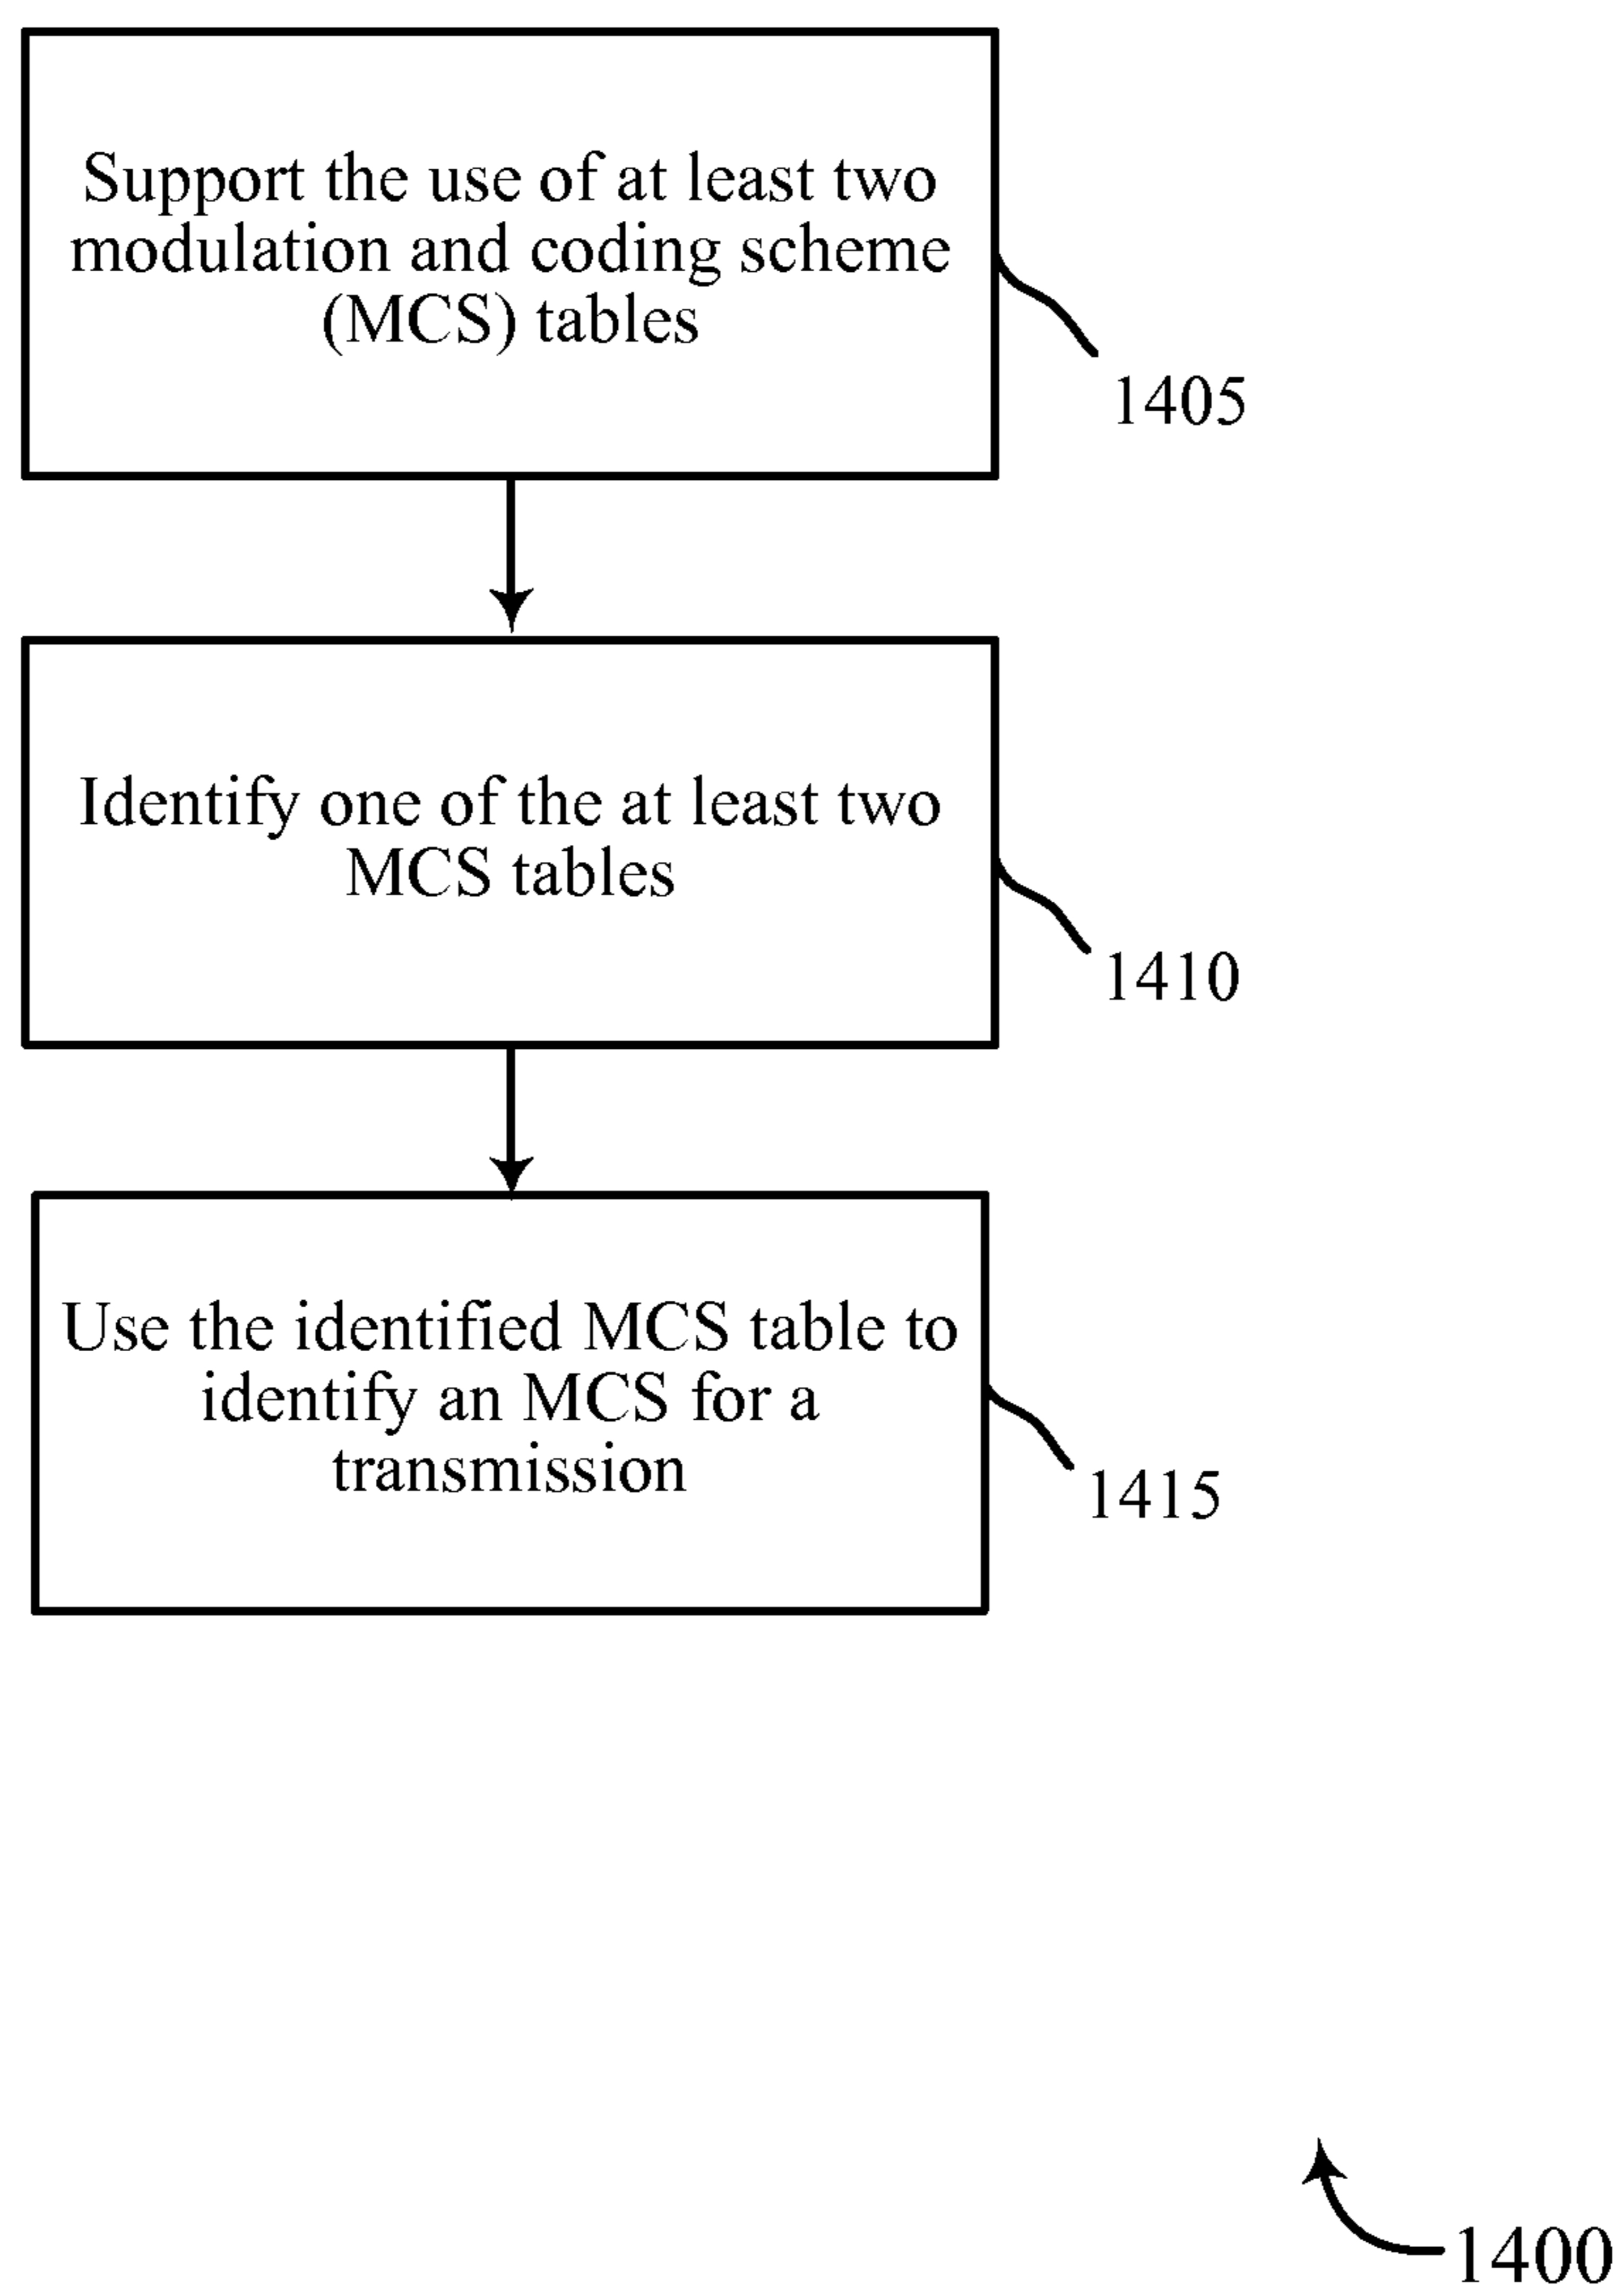 Support the use of at least two
modulation and coding scheme
(MCS) tables
1405
Identify one of the at least two
MCS tables
1410
Use the identified MCS table to
identify an MCS for a
transmission
1415
1400